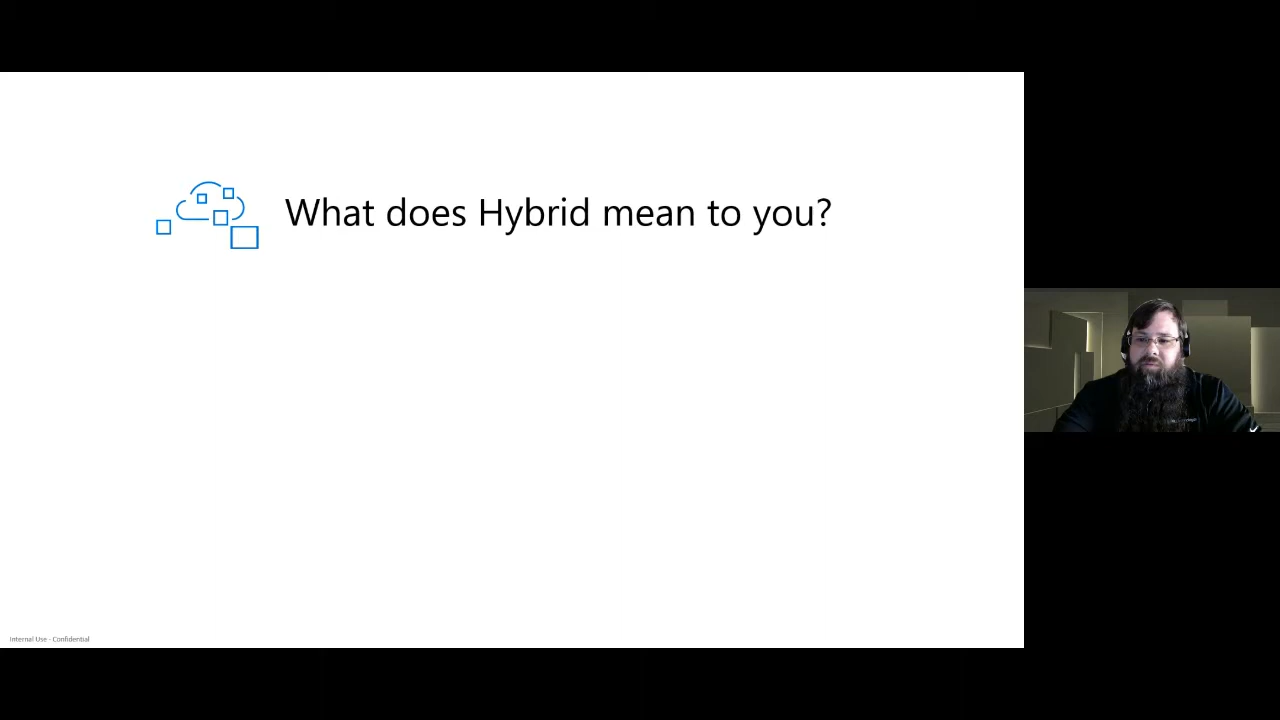 What does Hybrid mean to you?
Internal Use - Confidential